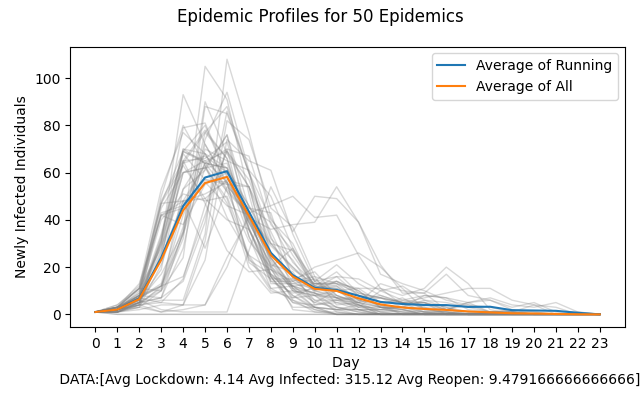 Epidemic Profiles for 50 Epidemics
Average of Running
Average of All
Newly Infected Individuals
100
80
60
40
20
0
0 1 2 3 4 5 6 7 8 9 10 11 12 13 14 15 16 17 18 19 20 21 22 23
Day
DATA:[Avg Lockdown: 4.14 Avg Infected: 315.12 Avg Reopen: 9.479166666666666]